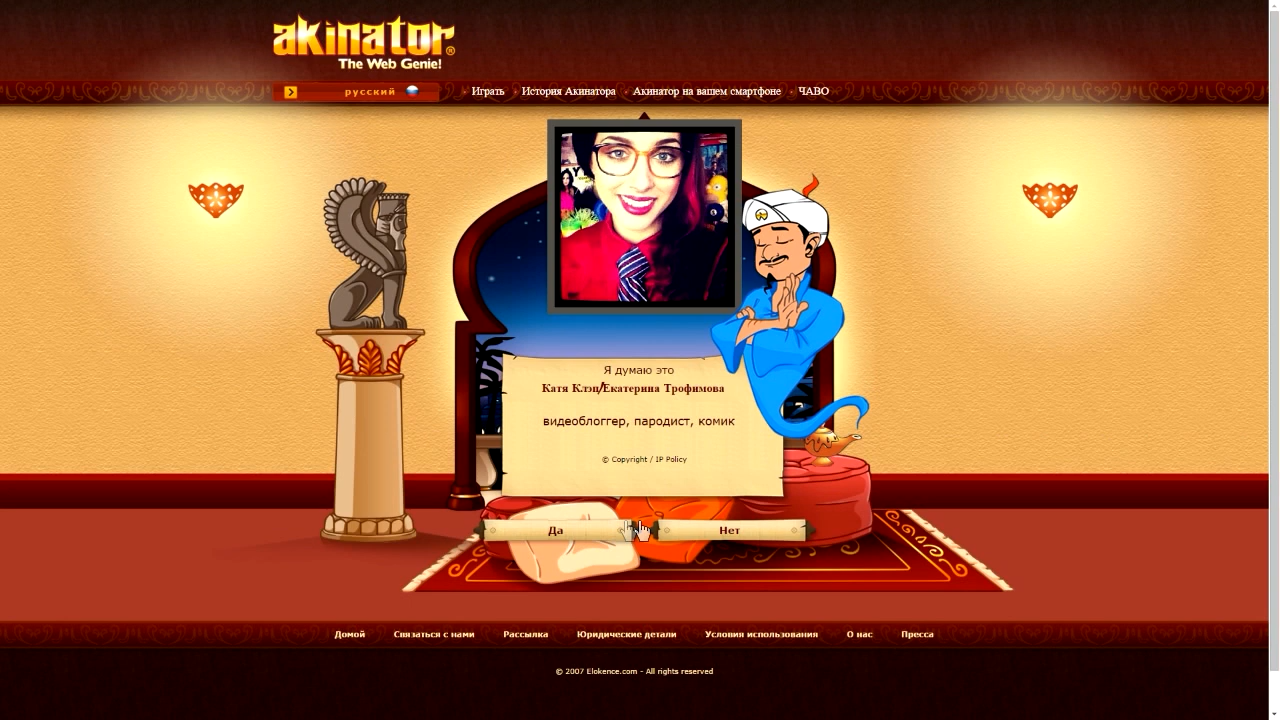 akinator®
The Web Genie!
русский
Играть
История Акинатора
Акинатор на вашем смартфоне
ЧАВО
Я думаю это
Катя Клэп/Екатерина Трофимова
видеоблоггер, пародист, комик
© Copyright / IP Policy
Да
Нет
Домой
Связаться с нами
Рассылка
Юридические детали
Условия использования
О нас
Пресса
© 2007 Elokence.com - All rights reserved